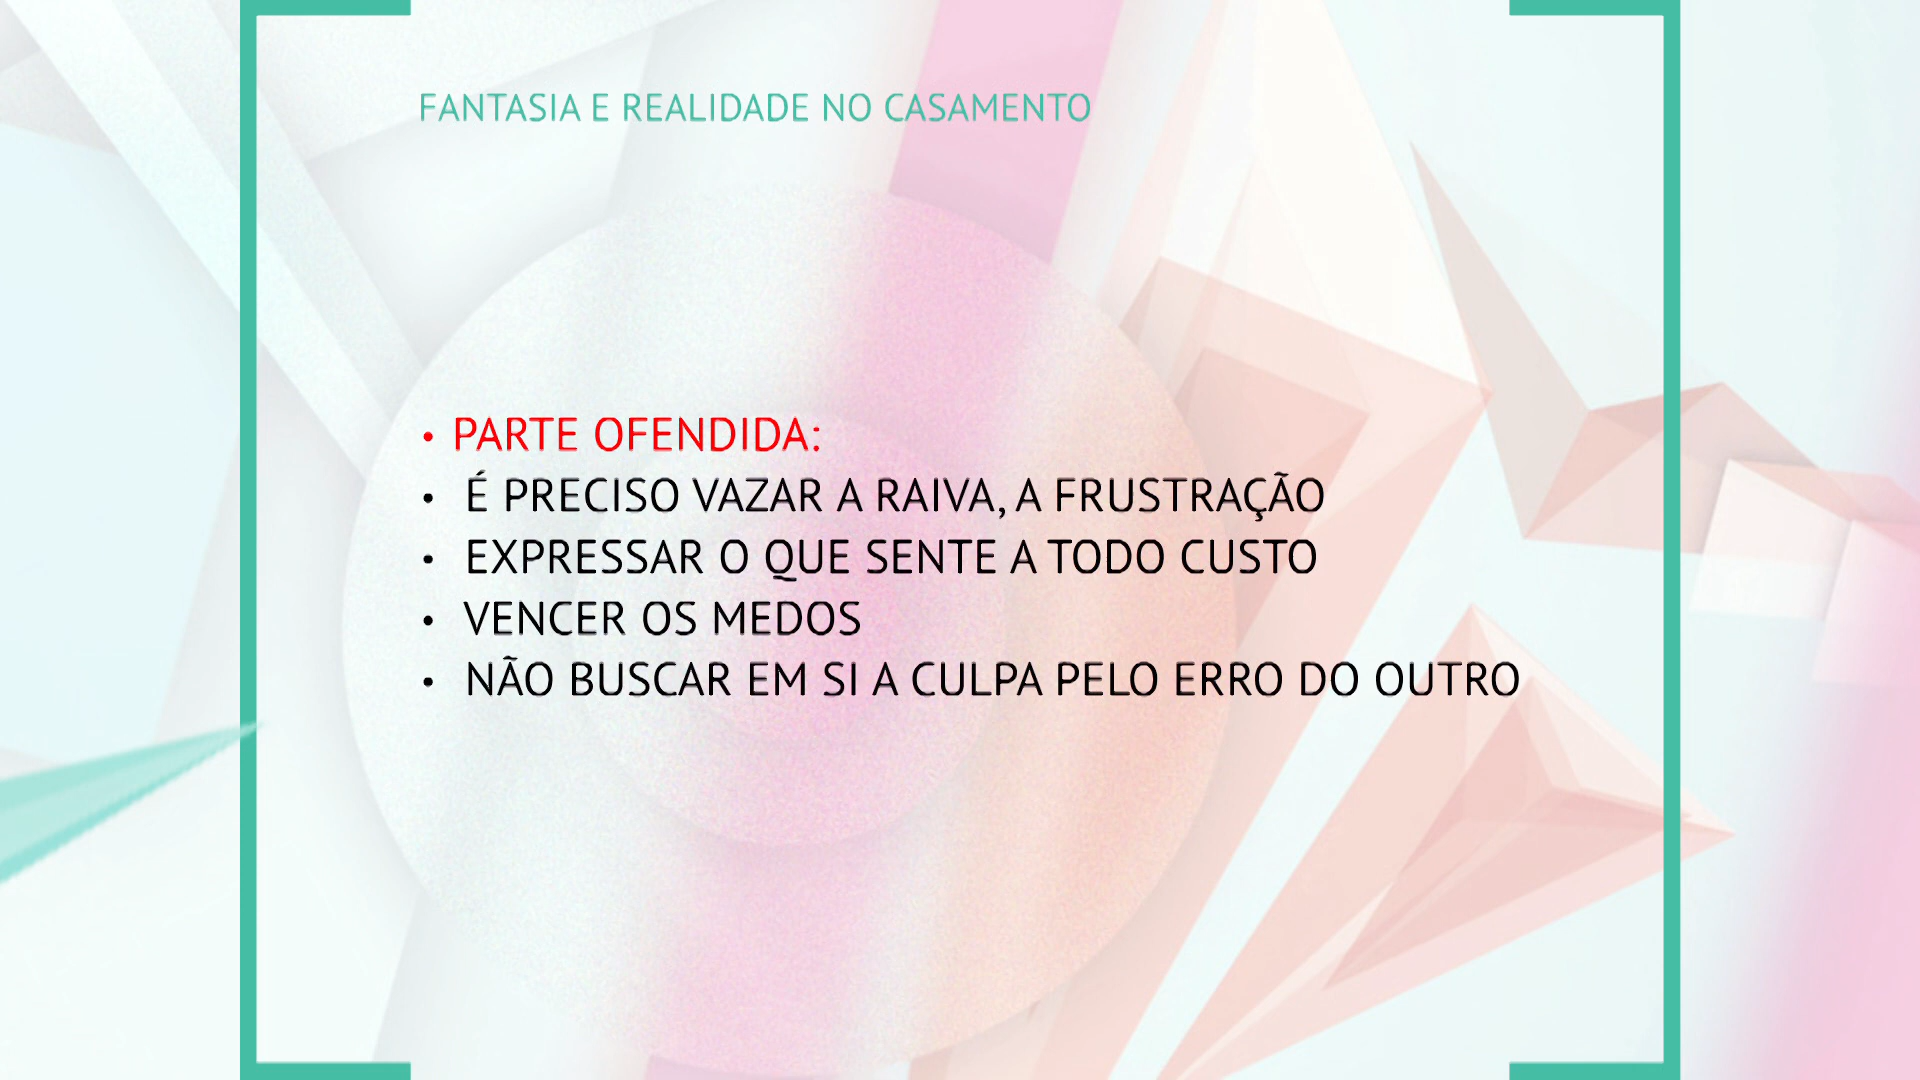 FANTASIA E REALIDADE NO CASAMENTO
• PARTE OFENDIDA:
• É PRECISO VAZAR A RAIVA, A FRUSTRAÇÃO
• EXPRESSAR O QUE SENTE A TODO CUSTO
• VENCER OS MEDOS
• NÃO BUSCAR EM SI A CULPA PELO ERRO DO OUTRO